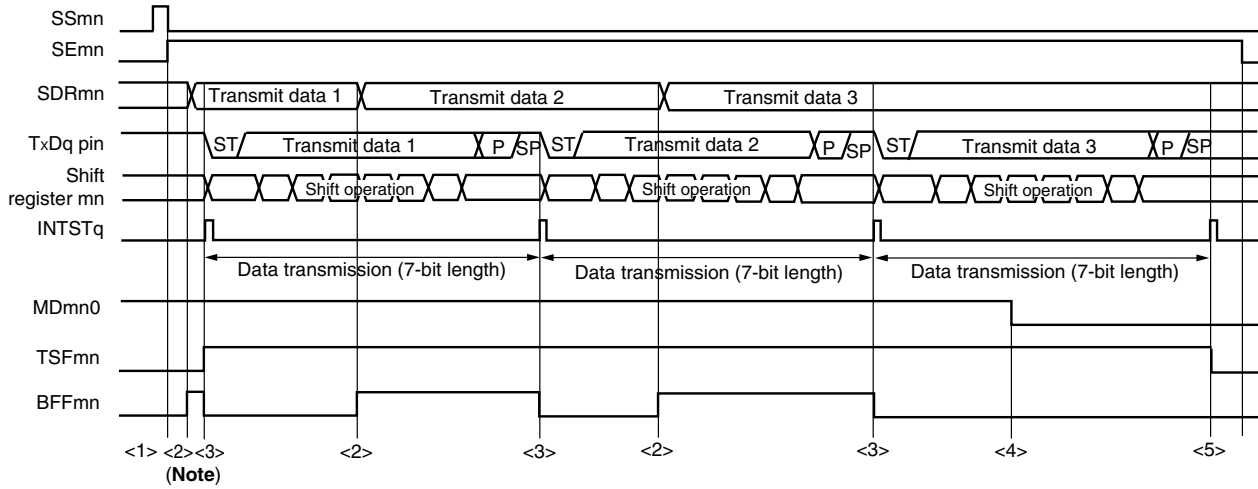 SSmn
SEmn
SDRmn
Transmit data 1
Transmit data 2
Transmit data 3
TxDq pin
ST
Transmit data 1
P
SP
ST
Transmit data 2
P
SP
ST
Transmit data 3
P
SP
Shift
register mn
Shift operation
Shift operation
Shift operation
INTSTq
Data transmission (7-bit length)
Data transmission (7-bit length)
Data transmission (7-bit length)
MDmn0
TSFmn
BFFmn
<1>
<2>
<3>
<2>
<3>
<2>
<3>
<4>
<5>
(Note)